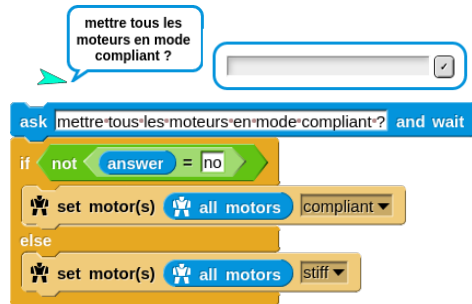 mettre tous les
moteurs en mode
compliant ?
ask mettre tous les moteurs en mode compliant ? and wait
if not answer = no
set motor(s) all motors compliant
else
set motor(s) all motors stiff